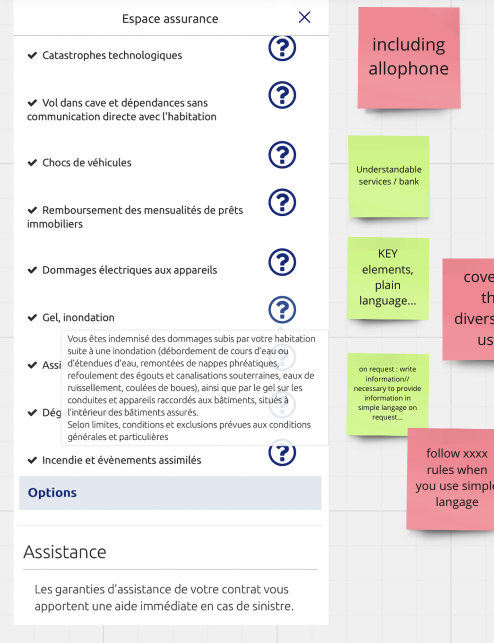 Espace assurance
Catastrophes technologiques
Vol dans cave et dépendances sans
communication directe avec l'habitation
Chocs de véhicules
Remboursement des mensualités de prêts
immobiliers
Dommages électriques aux appareils
Gel, inondation
Vous êtes indemnisé des dommages subis par votre habitation
suite à une inondation (débordement de cours d'eau ou
d'étendues d'eau, remontées de nappes phréatiques,
refoulement des égouts et canalisations souterraines, eaux de
ruissellement, coulées de boues), ainsi que par le gel sur les
conduites et appareils raccordés aux bâtiments, situés à
l'intérieur des bâtiments assurés.
Selon limites, conditions et exclusions prévues aux conditions
générales et particulières
Assi
Dég
Incendie et évènements assimilés
Options
Assistance
Les garanties d'assistance de votre contrat vous
apportent une aide immédiate en cas de sinistre.
including
allophone
Understandable
services / bank
KEY
elements,
plain
language...
cove
th
divers
us
on request : write
information//
necessary to provide
information in
simple langage on
request...
follow xxxx
rules when
you use simple
langage